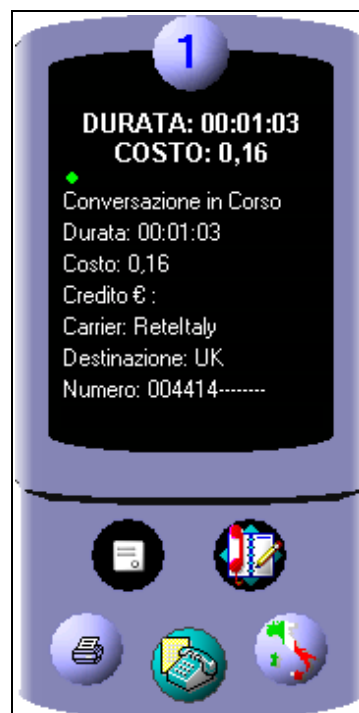 1
DURATA: 00:01:03
COSTO: 0,16
Conversazione in Corso
Durata: 00:01:03
Costo: 0,16
Credito € :
Carrier: ReteItaly
Destinazione: UK
Numero: 004414--------